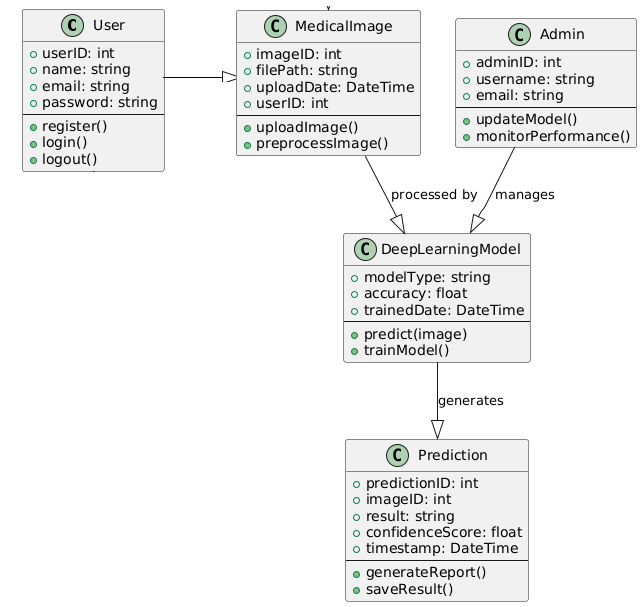 C User
userID: int
name: string
email: string
password: string
register()
login()
logout()
C MedicalImage
imageID: int
filePath: string
uploadDate: DateTime
userID: int
uploadImage()
preprocessImage()
C Admin
adminID: int
username: string
email: string
updateModel()
monitorPerformance()
processed by
manages
C DeepLearningModel
modelType: string
accuracy: float
trainedDate: DateTime
predict(image)
trainModel()
generates
C Prediction
predictionID: int
imageID: int
result: string
confidenceScore: float
timestamp: DateTime
generateReport()
saveResult()